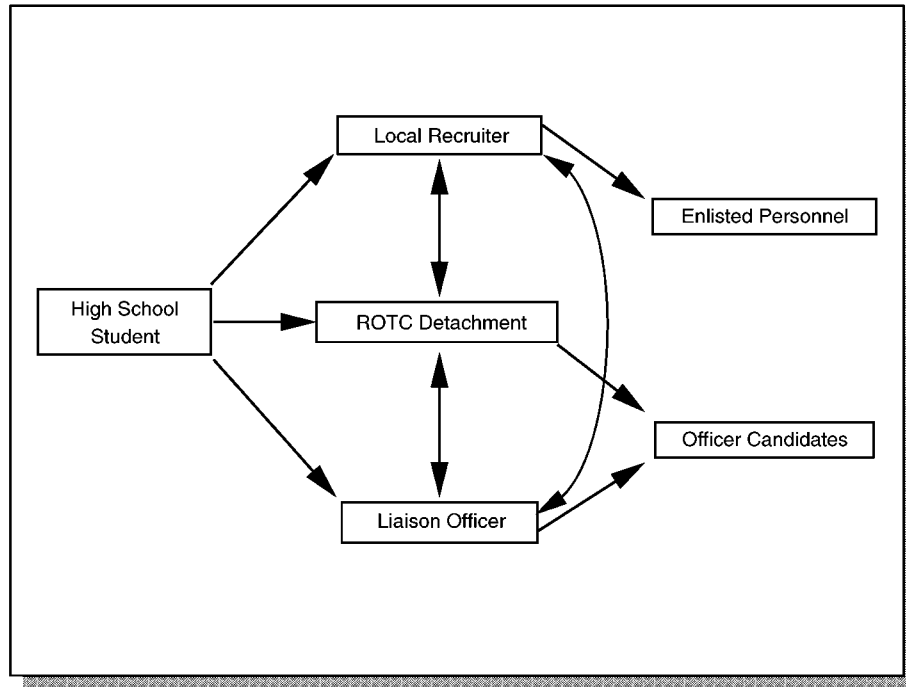 Local Recruiter
Enlisted Personnel
High School
Student
ROTC Detachment
Officer Candidates
Liaison Officer